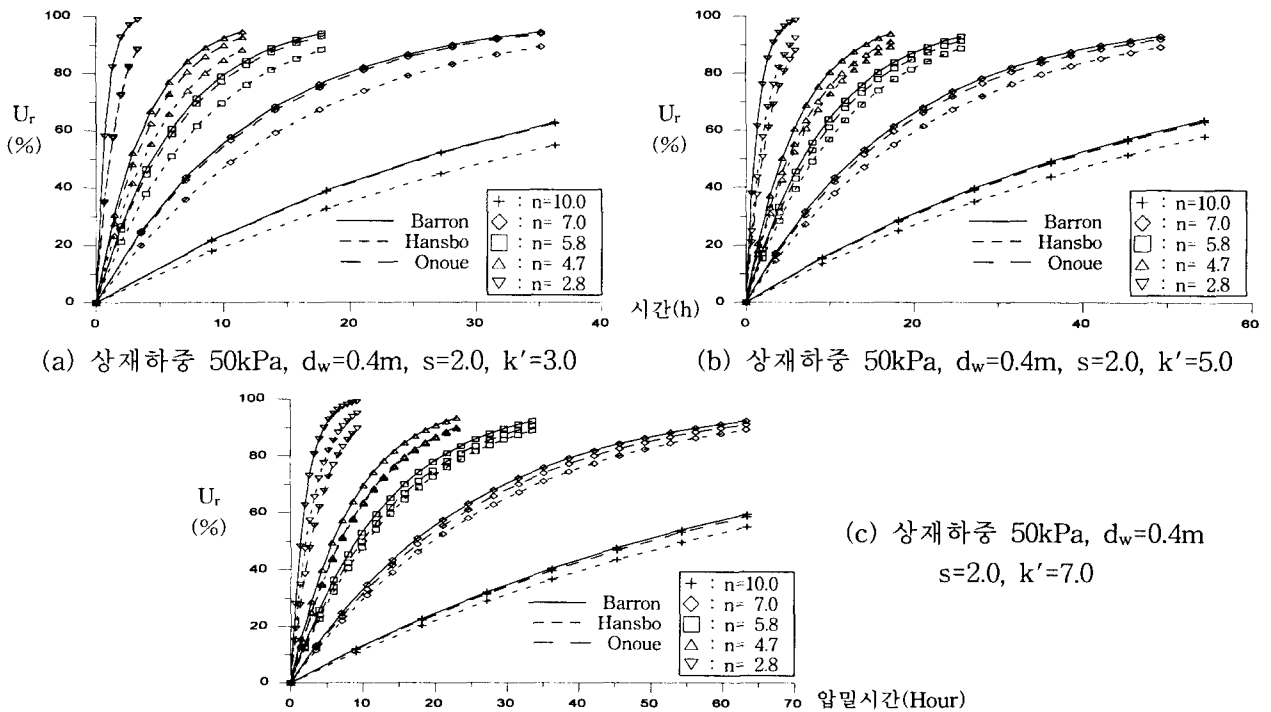 100
80
U_r
60
(%)
40
20
0
0
10
20
30
40
Barron
Hansbo
Onoue
+ : n=10.0
◇ : n= 7.0
□ : n= 5.8
△ : n= 4.7
▽ : n= 2.8
시간(h)
(a) 상재하중 50kPa, d_w=0.4m, s=2.0, k′=3.0
100
80
U_r
60
(%)
40
20
0
0
20
40
60
Barron
Hansbo
Onoue
+ : n=10.0
◇ : n= 7.0
□ : n= 5.8
△ : n= 4.7
▽ : n= 2.8
(b) 상재하중 50kPa, d_w=0.4m, s=2.0, k′=5.0
100
80
U_r
60
(%)
40
20
0
0
10
20
30
40
50
60
70
Barron
Hansbo
Onoue
+ : n=10.0
◇ : n= 7.0
□ : n= 5.8
△ : n= 4.7
▽ : n= 2.8
압밀시간(Hour)
(c) 상재하중 50kPa, d_w=0.4m
s=2.0, k′=7.0